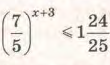 (7/5)^{x+3} ⩽ 1 24/25